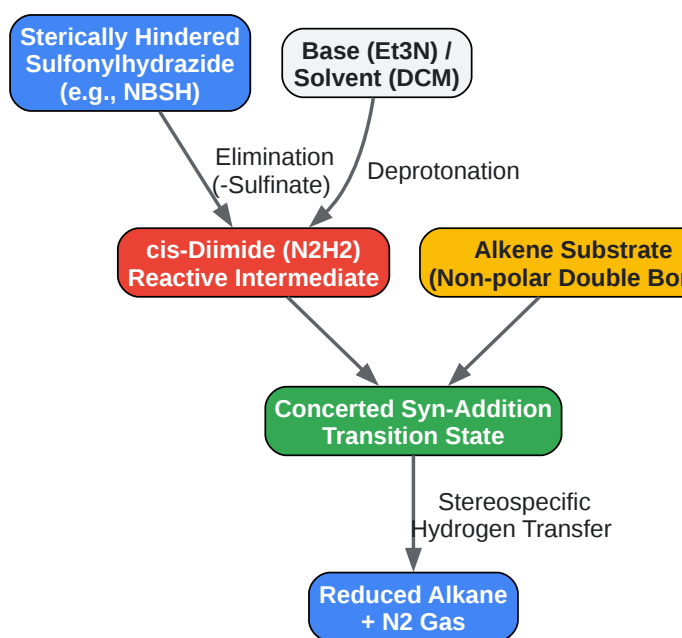 Sterically Hindered
Sulfonylhydrazide
(e.g., NBSH)
Base (Et3N) /
Solvent (DCM)
Elimination
(-Sulfinate)
Deprotonation
cis-Diimide (N2H2)
Reactive Intermediate
Alkene Substrate
(Non-polar Double Bon
Concerted Syn-Addition
Transition State
Stereospecific
Hydrogen Transfer
Reduced Alkane
+ N2 Gas